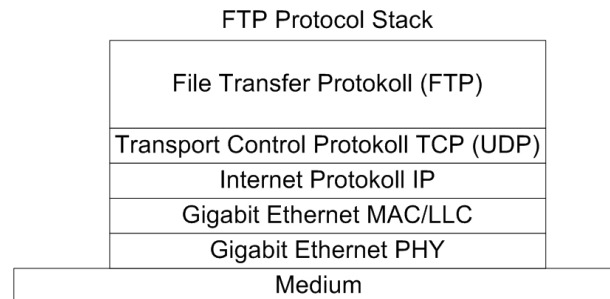 FTP Protocol Stack
File Transfer Protokoll (FTP)
Transport Control Protokoll TCP (UDP)
Internet Protokoll IP
Gigabit Ethernet MAC/LLC
Gigabit Ethernet PHY
Medium